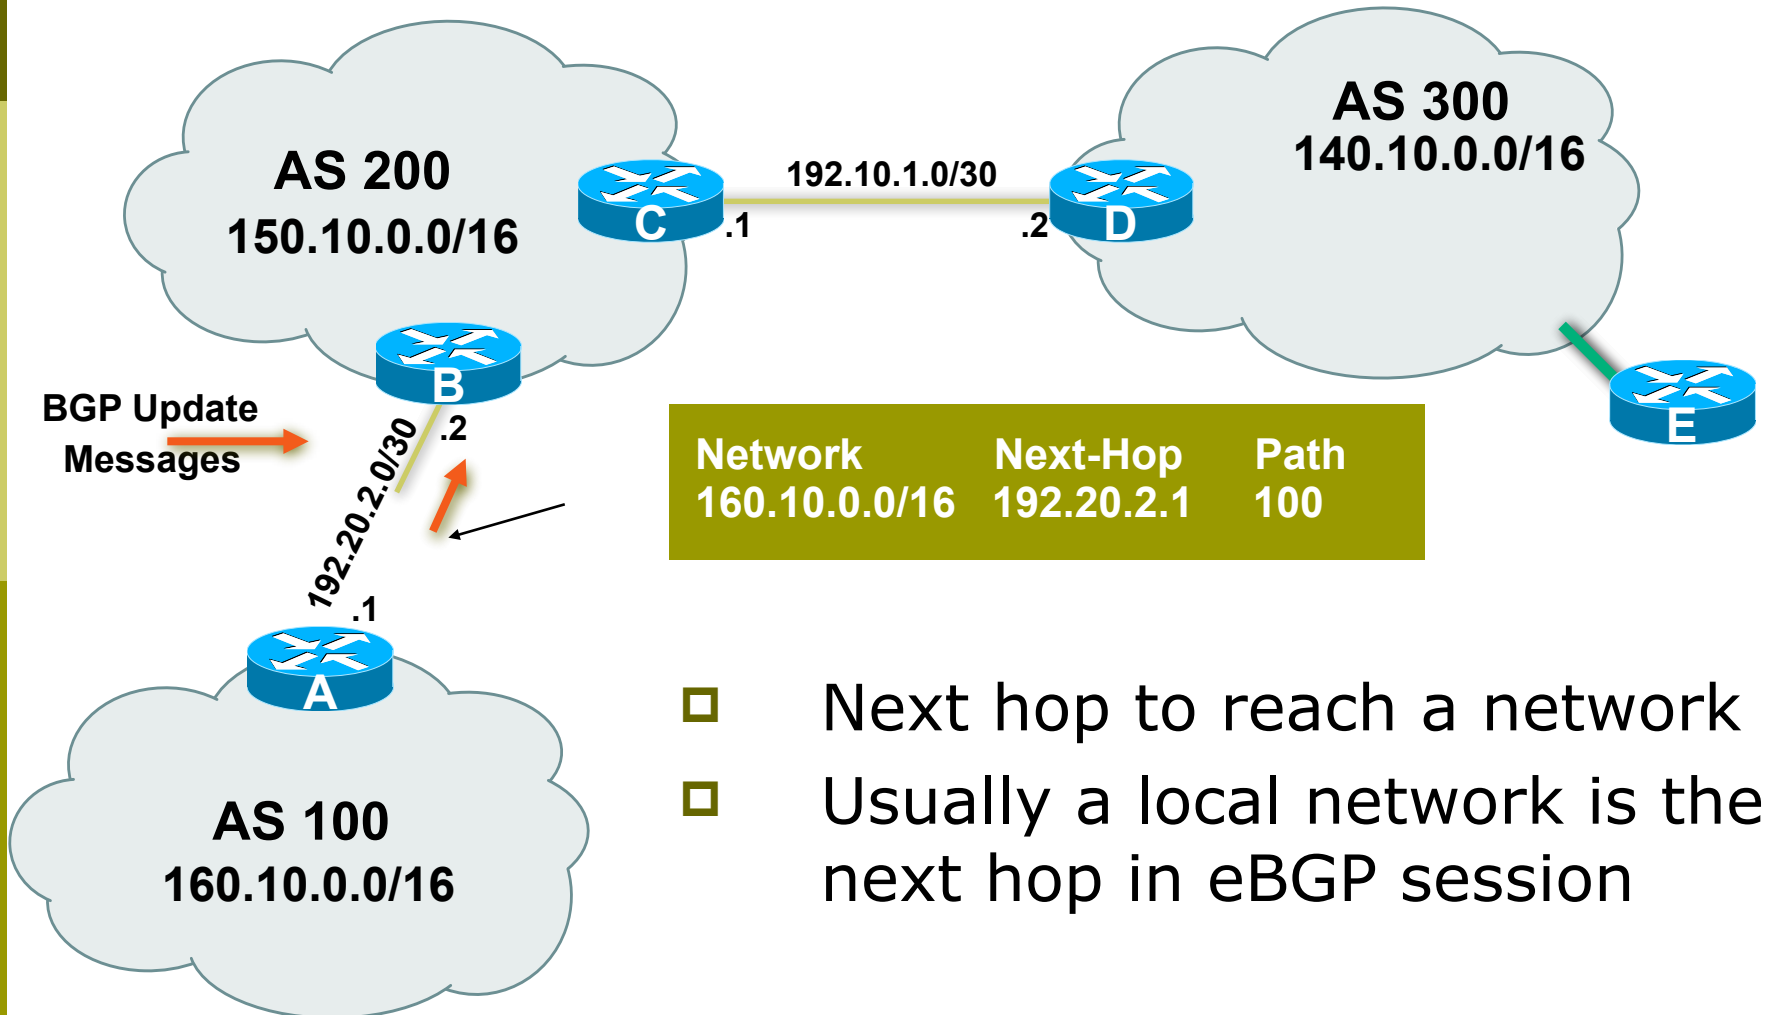 AS 300
140.10.0.0/16
AS 200
150.10.0.0/16
192.10.1.0/30
C
.1
.2
D
B
.2
BGP Update
Messages
192.20.2.0/30
.1
E
Network Next-Hop Path
160.10.0.0/16 192.20.2.1 100
A
AS 100
160.10.0.0/16
Next hop to reach a network
Usually a local network is the
next hop in eBGP session